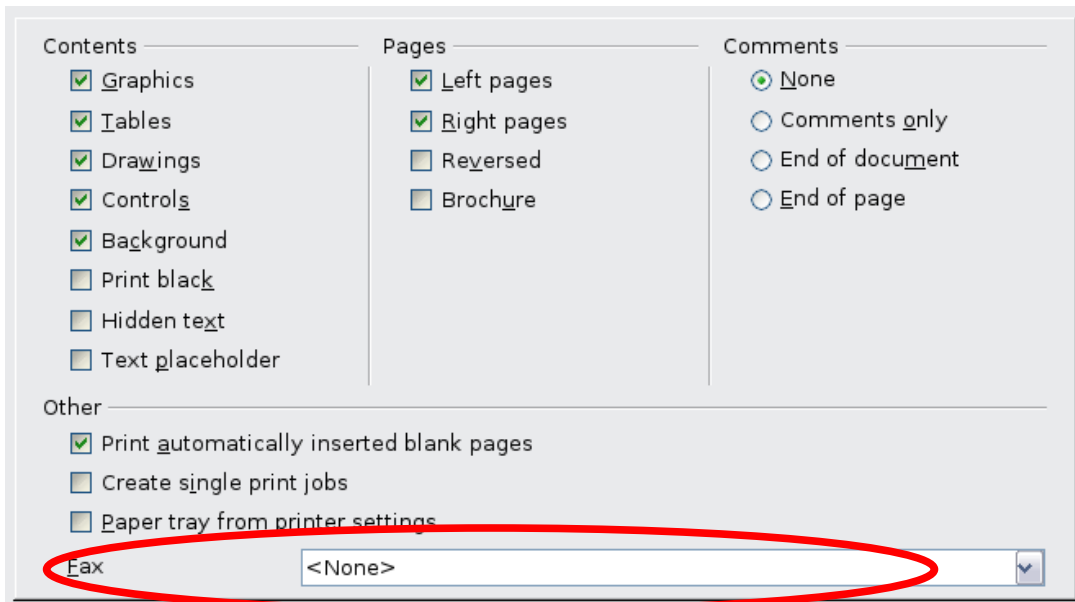 Contents
Graphics
Tables
Drawings
Controls
Background
Print black
Hidden text
Text placeholder
Pages
Left pages
Right pages
Reversed
Brochure
Comments
None
Comments only
End of document
End of page
Other
Print automatically inserted blank pages
Create single print jobs
Paper tray from printer settings
Fax <None>